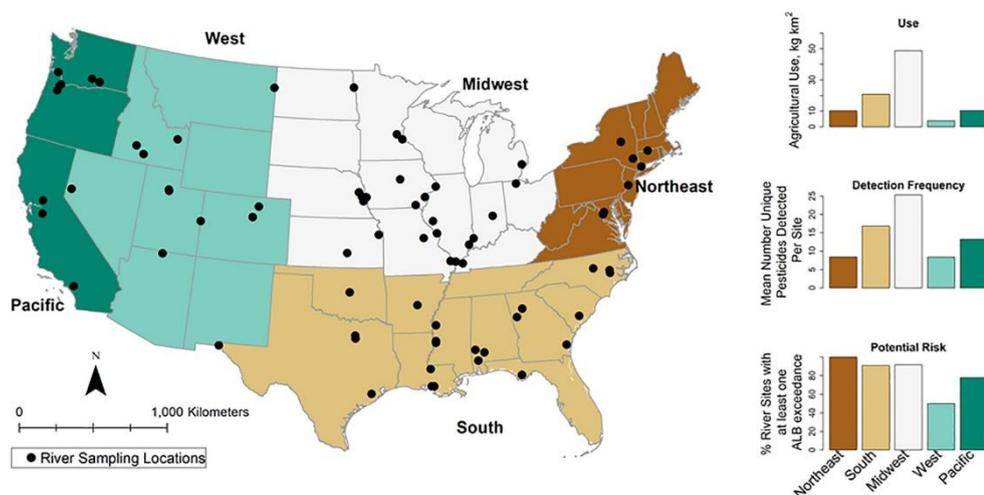 West
Midwest
Northeast
Pacific
South
N
0 1,000 Kilometers
River Sampling Locations
Use
Agricultural Use, kg km²
0 10 30 50
Detection Frequency
Mean Number Unique
Pesticides Detected
Per Site
0 5 10 15 20 25
Potential Risk
% River Sites with
at least one
ALB exceedance
0 20 40 60 80
Northeast
South
Midwest
West
Pacific